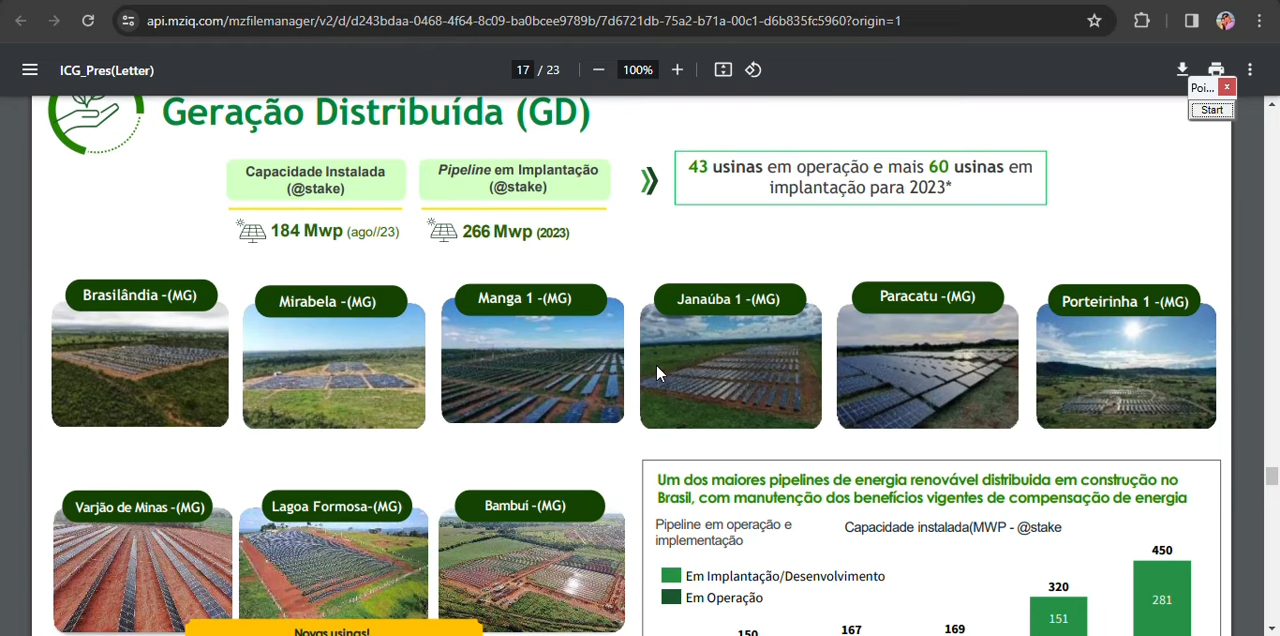 api.mziq.com/mzfilemanager/v2/d/d243bdaa-0468-4f64-8c09-ba0bcee9789b/7d6721db-75a2-b71a-00c1-d6b835fc5960?origin=1
ICG_Pres(Letter)
17 / 23
100%
Poi...
Start
Geração Distribuída (GD)
Capacidade Instalada
(@stake)
Pipeline em Implantação
(@stake)
184 Mwp (ago//23)
266 Mwp (2023)
43 usinas em operação e mais 60 usinas em
implantação para 2023*
Brasilândia -(MG)
Mirabela -(MG)
Manga 1 -(MG)
Janaúba 1 -(MG)
Paracatu -(MG)
Porteirinha 1 -(MG)
Varjão de Minas -(MG)
Lagoa Formosa-(MG)
Bambuí -(MG)
Novas usinas!
Um dos maiores pipelines de energia renovável distribuida em construção no
Brasil, com manutenção dos benefícios vigentes de compensação de energia
Pipeline em operação e
implementação
Capacidade instalada(MWP - @stake
Em Implantação/Desenvolvimento
Em Operação
150
167
169
320
151
450
281